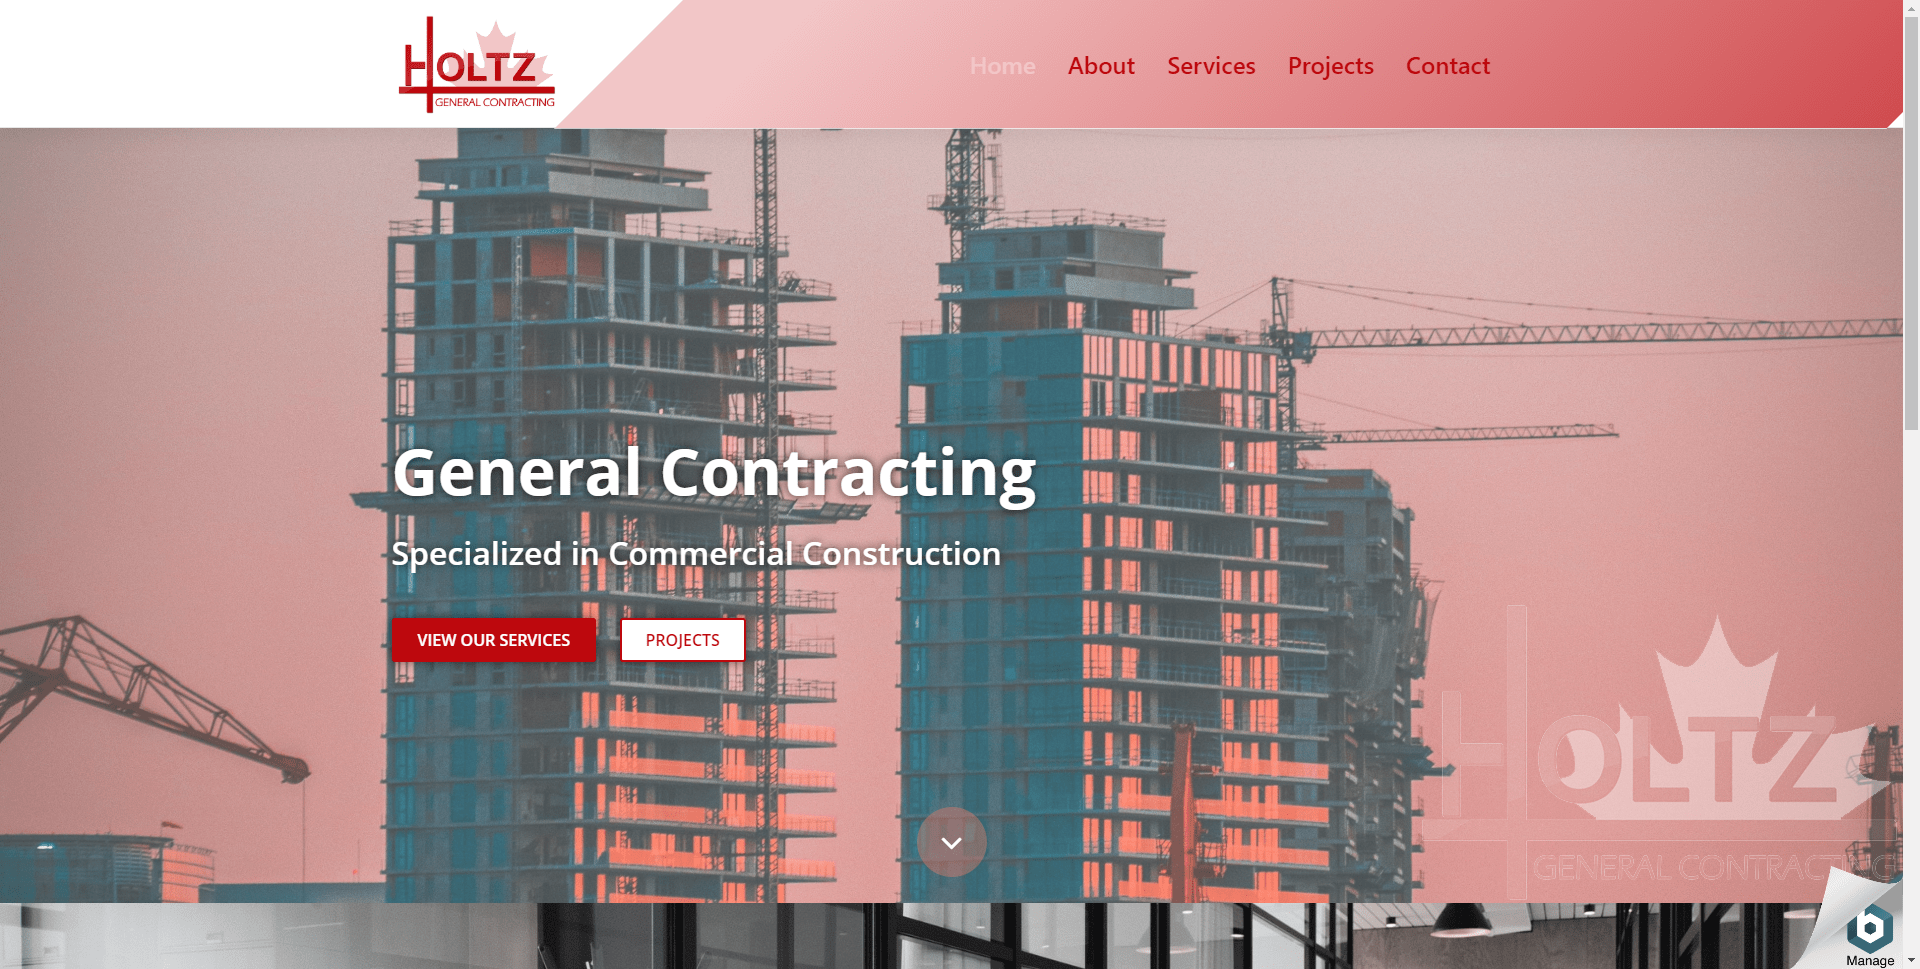 HOLTZ
GENERAL CONTRACTING
Home About Services Projects Contact
General Contracting
Specialized in Commercial Construction
VIEW OUR SERVICES PROJECTS
HOLTZ
GENERAL CONTRACTING
Manage